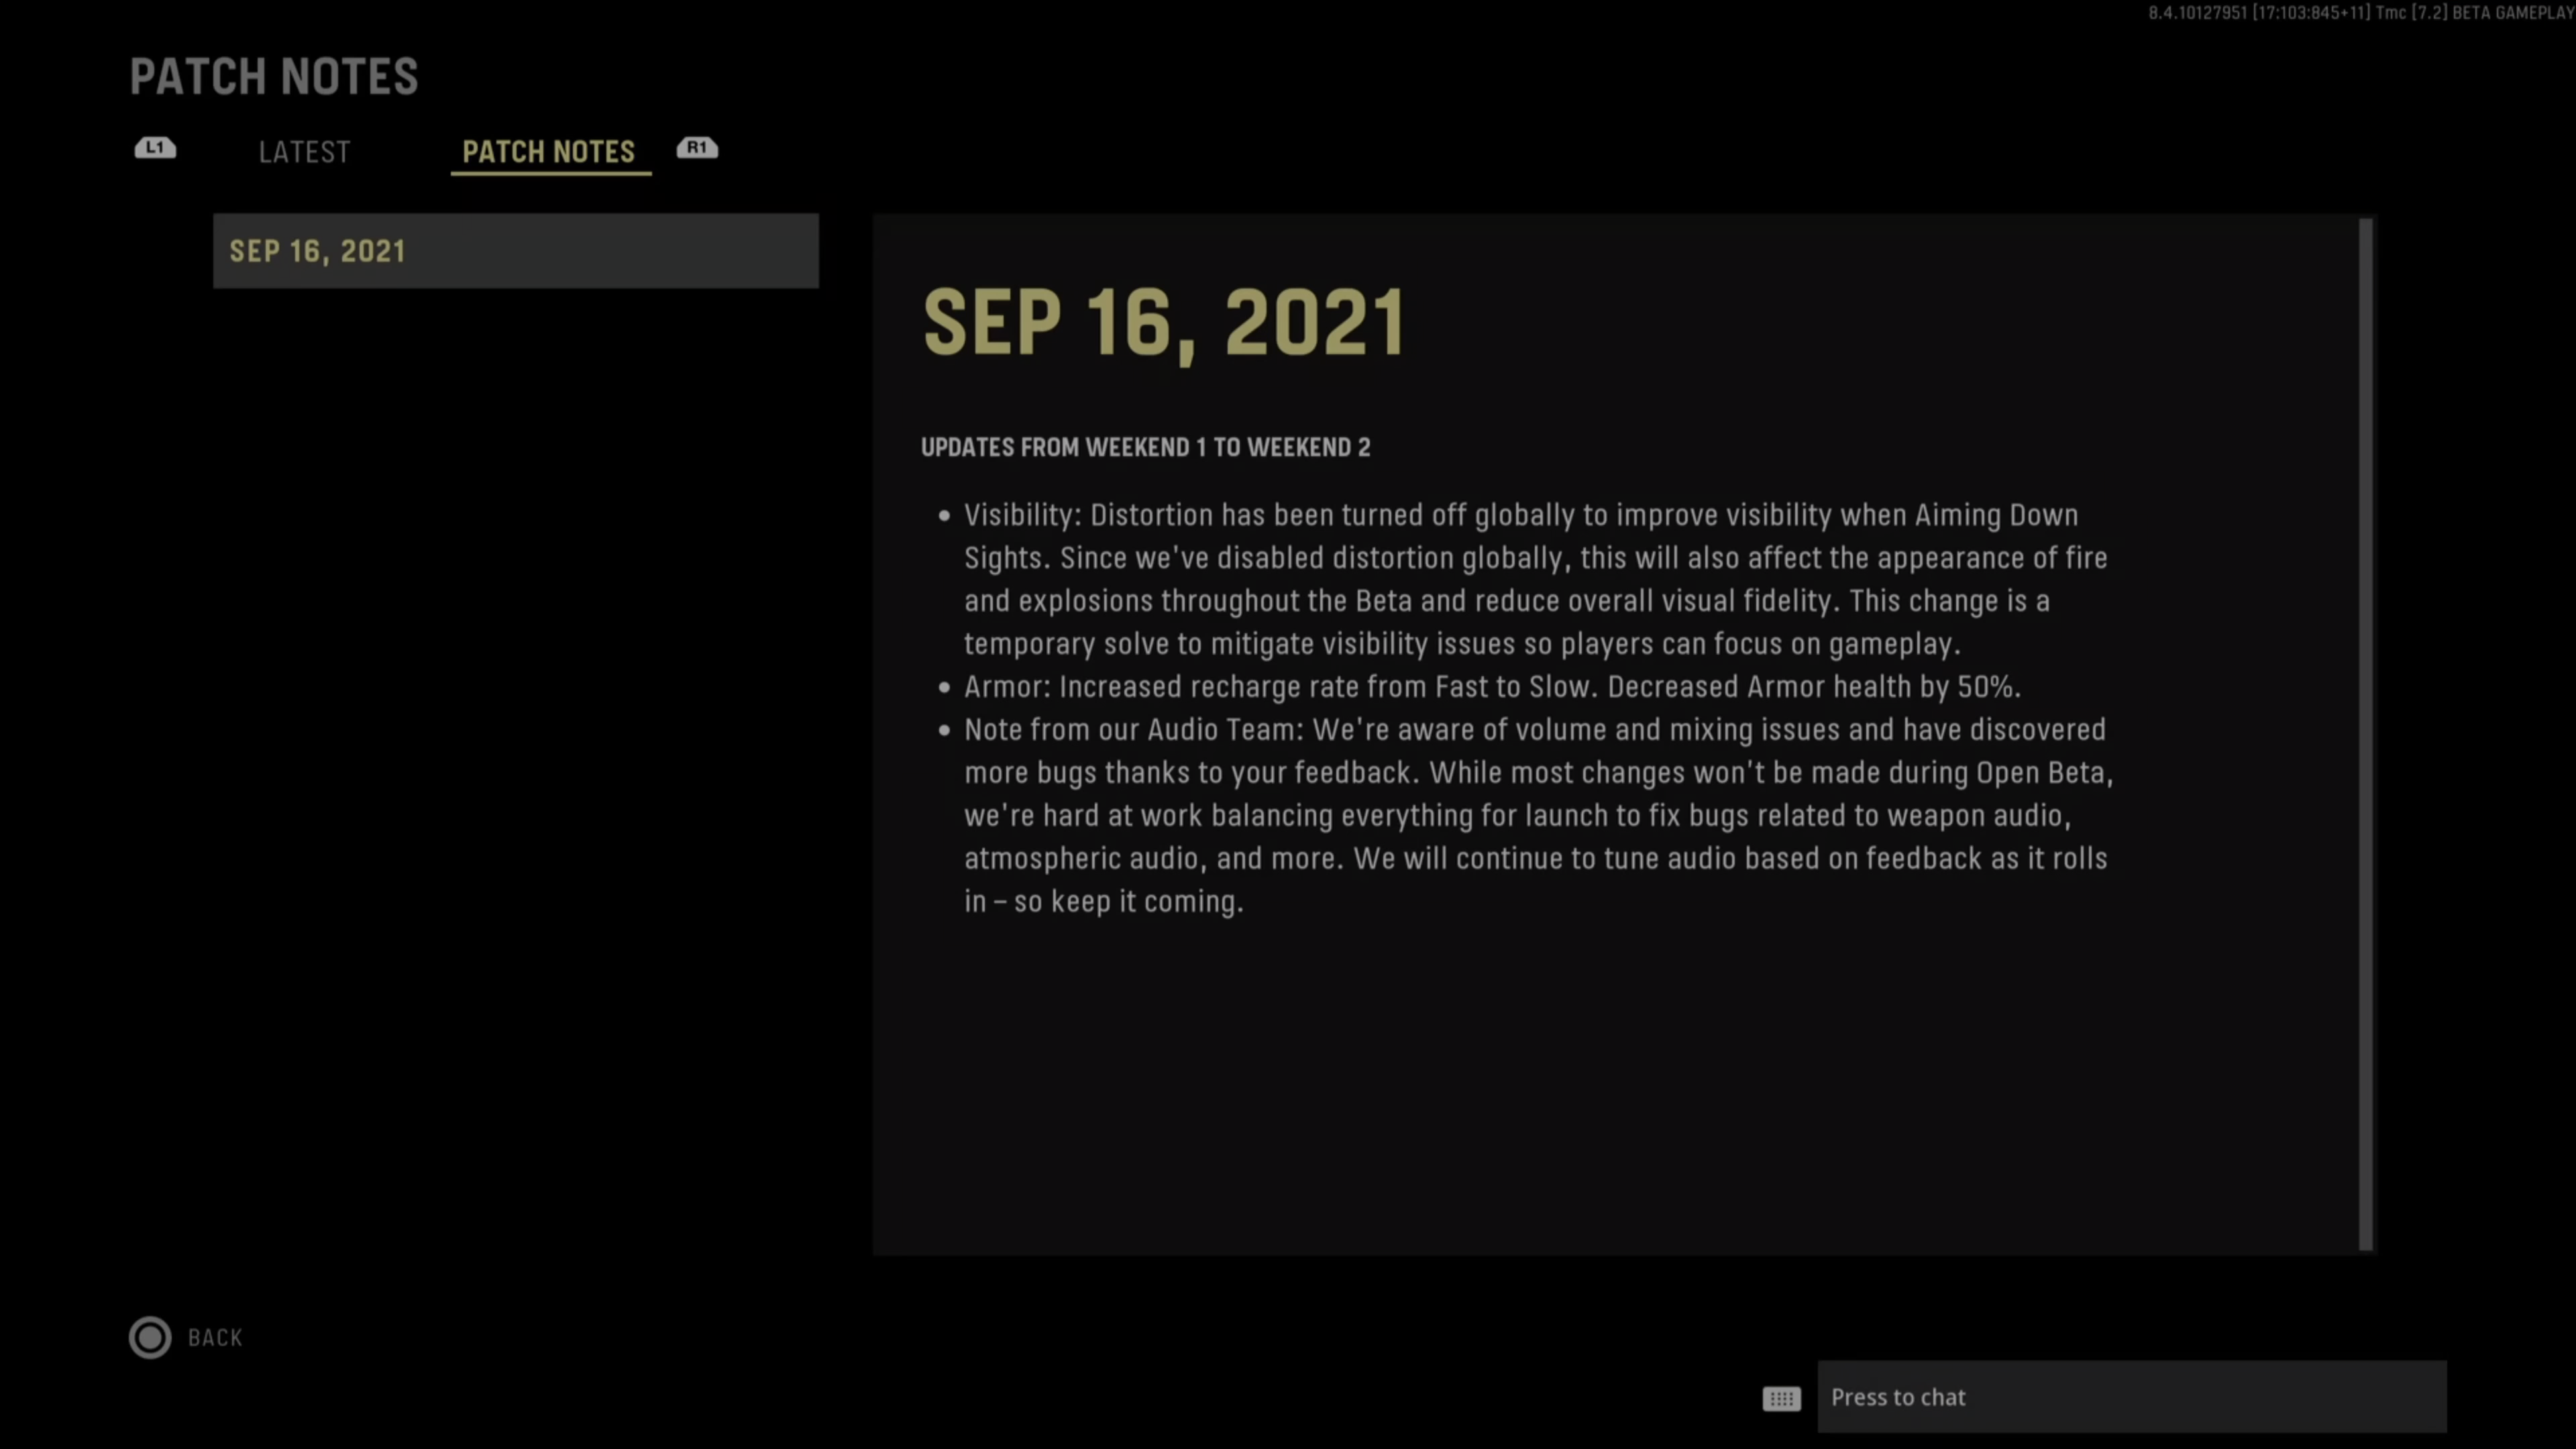 8.4.10127951 [17:103:845+11] Tmc [7.2] BETA GAMEPLAY
PATCH NOTES
L1 LATEST PATCH NOTES R1
SEP 16, 2021
SEP 16, 2021
UPDATES FROM WEEKEND 1 TO WEEKEND 2
• Visibility: Distortion has been turned off globally to improve visibility when Aiming Down
Sights. Since we've disabled distortion globally, this will also affect the appearance of fire
and explosions throughout the Beta and reduce overall visual fidelity. This change is a
temporary solve to mitigate visibility issues so players can focus on gameplay.
• Armor: Increased recharge rate from Fast to Slow. Decreased Armor health by 50%.
• Note from our Audio Team: We're aware of volume and mixing issues and have discovered
more bugs thanks to your feedback. While most changes won't be made during Open Beta,
we're hard at work balancing everything for launch to fix bugs related to weapon audio,
atmospheric audio, and more. We will continue to tune audio based on feedback as it rolls
in – so keep it coming.
BACK
Press to chat